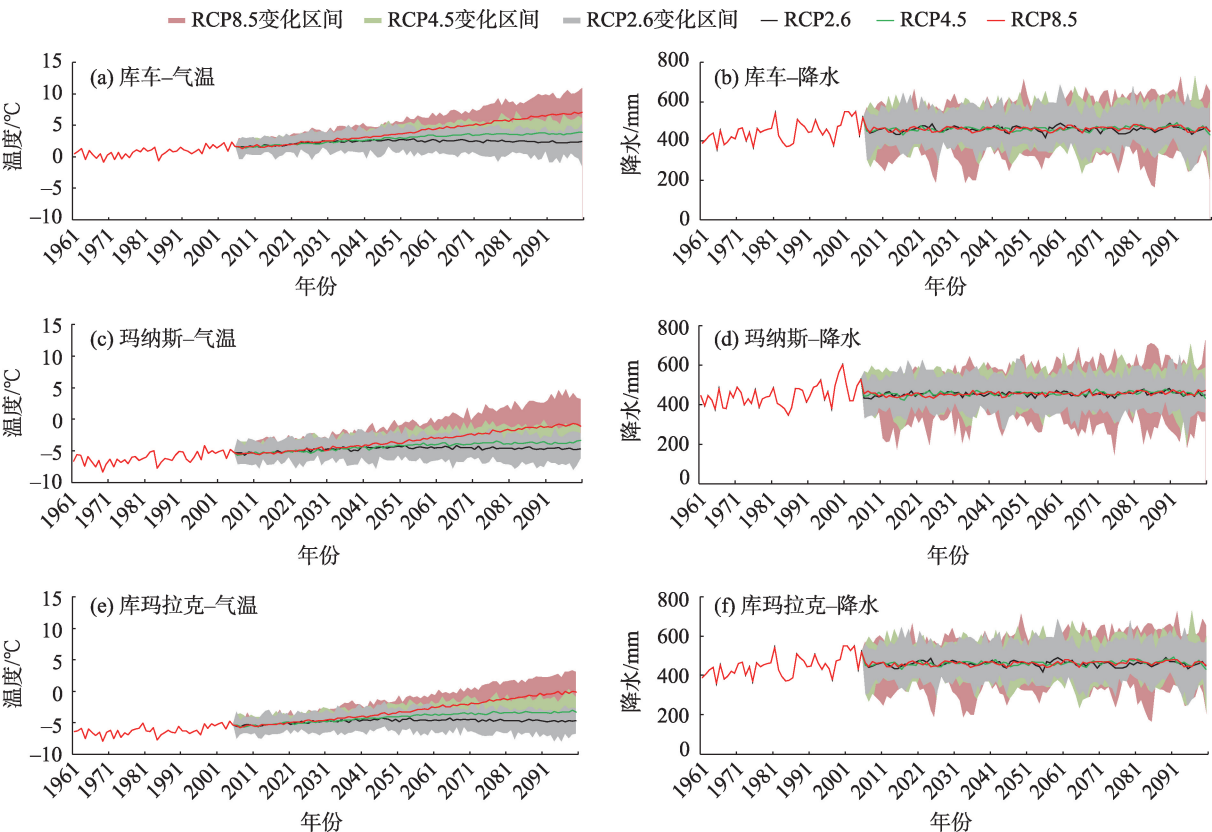 RCP8.5变化区间 RCP4.5变化区间 RCP2.6变化区间 RCP2.6 RCP4.5 RCP8.5
(a) 库车–气温
温度/℃
15
10
5
0
–5
–10
1961 1971 1981 1991 2001 2011 2021 2031 2041 2051 2061 2071 2081 2091
年份
(b) 库车–降水
降水/mm
800
600
400
200
0
1961 1971 1981 1991 2001 2011 2021 2031 2041 2051 2061 2071 2081 2091
年份
(c) 玛纳斯–气温
温度/℃
15
10
5
0
–5
–10
1961 1971 1981 1991 2001 2011 2021 2031 2041 2051 2061 2071 2081 2091
年份
(d) 玛纳斯–降水
降水/mm
800
600
400
200
0
1961 1971 1981 1991 2001 2011 2021 2031 2041 2051 2061 2071 2081 2091
年份
(e) 库玛拉克–气温
温度/℃
15
10
5
0
–5
–10
1961 1971 1981 1991 2001 2011 2021 2031 2041 2051 2061 2071 2081 2091
年份
(f) 库玛拉克–降水
降水/mm
800
600
400
200
0
1961 1971 1981 1991 2001 2011 2021 2031 2041 2051 2061 2071 2081 2091
年份